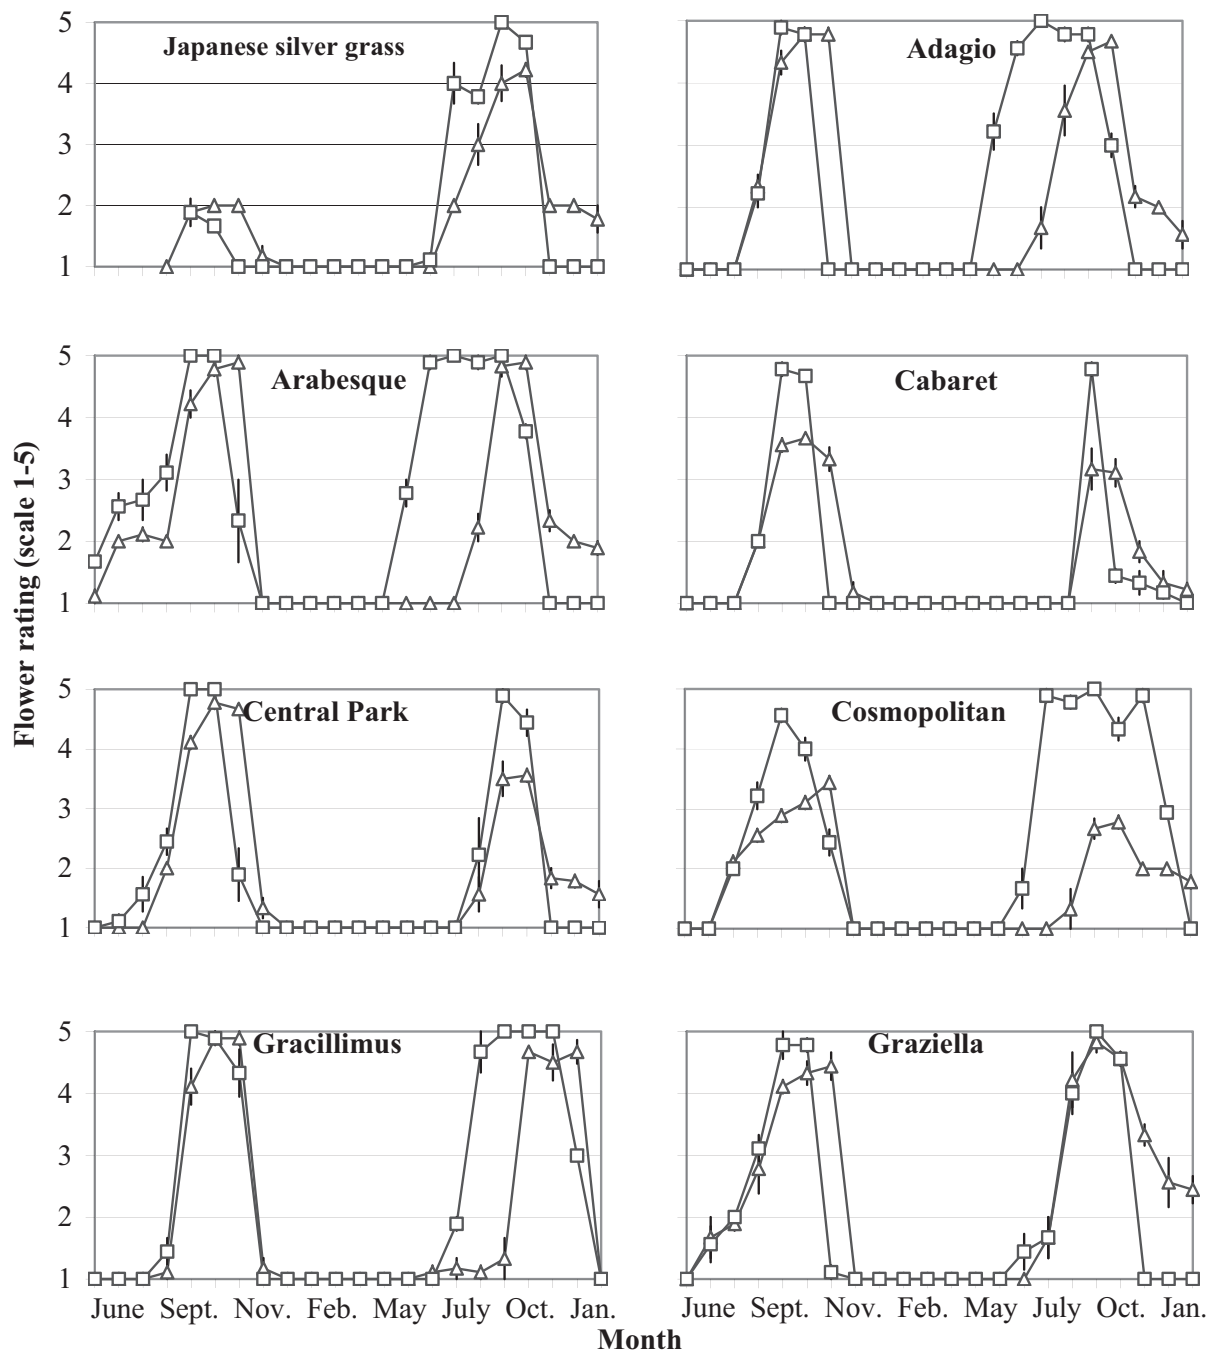 5
4
3
2
1
Japanese silver grass
Adagio
5
4
3
2
1
Arabesque
Cabaret
Flower rating (scale 1-5)
5
4
3
2
1
Central Park
Cosmopolitan
5
4
3
2
1
Gracillimus
Graziella
June Sept. Nov. Feb. May July Oct. Jan.
June Sept. Nov. Feb. May July Oct. Jan.
Month